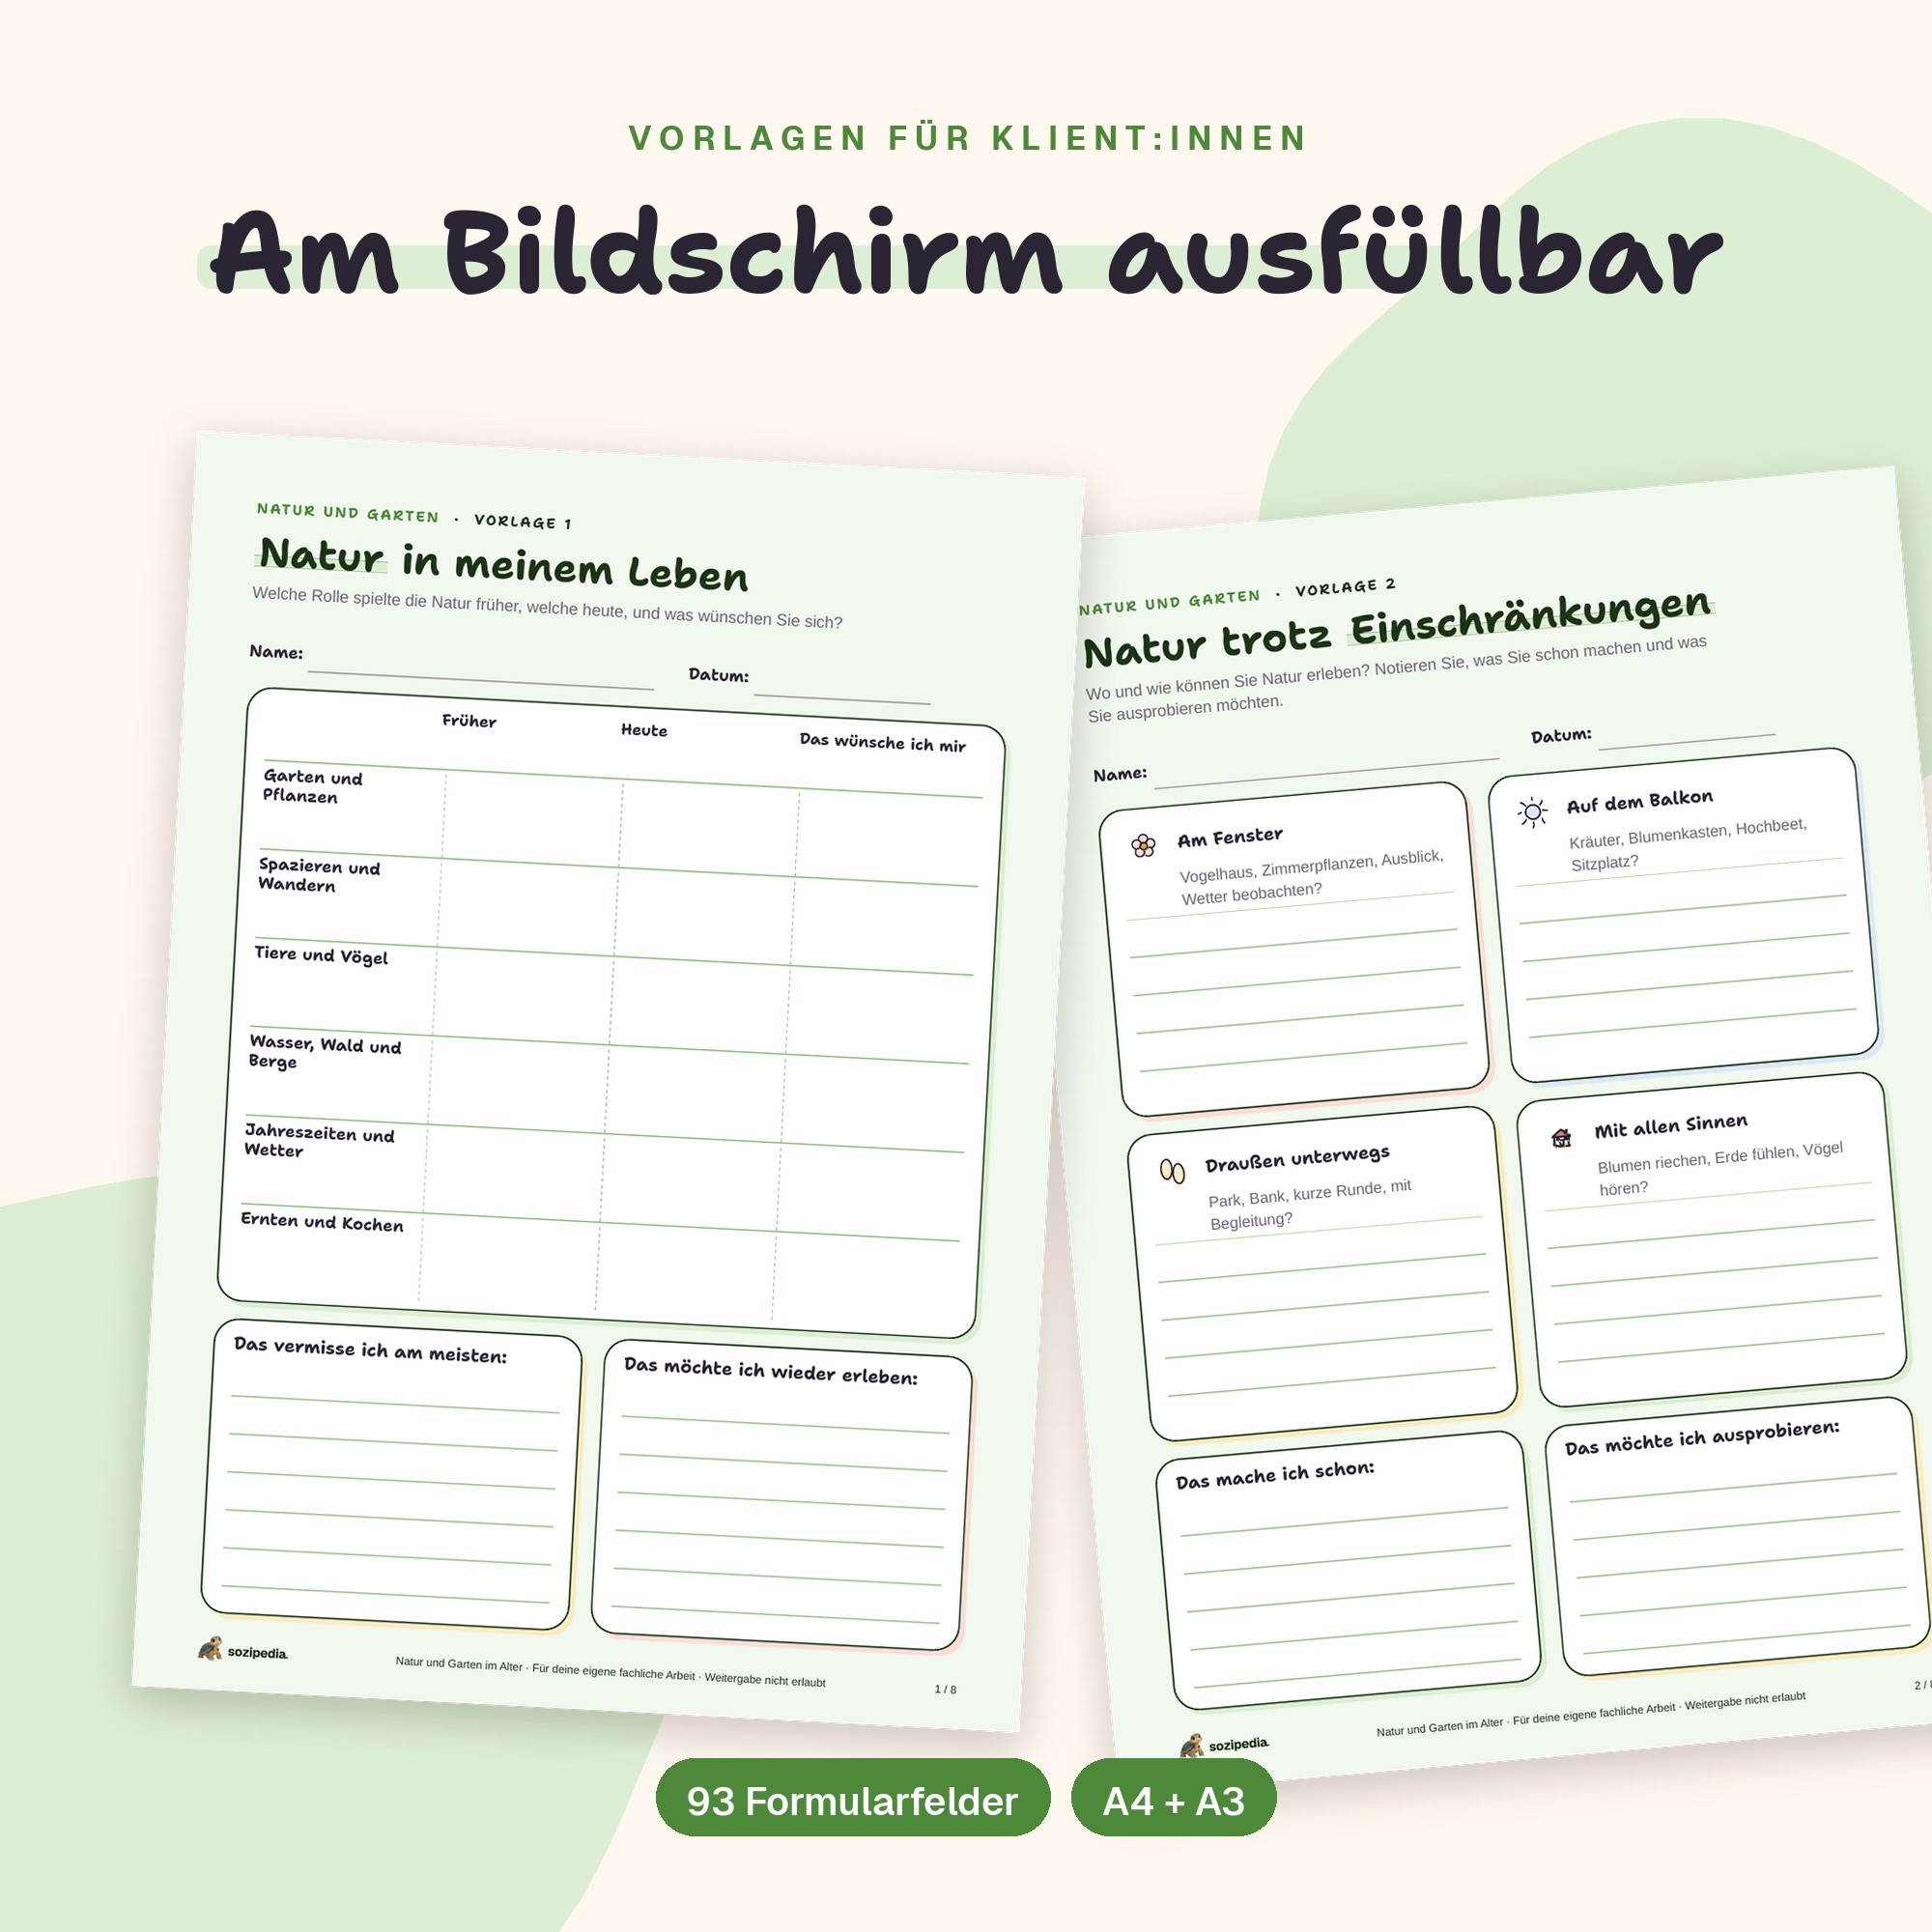 VORLAGEN FÜR KLIENT:INNEN
Am Bildschirm ausfüllbar
NATUR UND GARTEN · VORLAGE 1
Natur in meinem Leben
Welche Rolle spielte die Natur früher, welche heute, und was wünschen Sie sich?
Name:
Datum:
Früher
Heute
Das wünsche ich mir
Garten und
Pflanzen
Spazieren und
Wandern
Tiere und Vögel
Wasser, Wald und
Berge
Jahreszeiten und
Wetter
Ernten und Kochen
Das vermisse ich am meisten:
Das möchte ich wieder erleben:
sozipedia.
Natur und Garten im Alter · Für deine eigene fachliche Arbeit · Weitergabe nicht erlaubt
1 / 8
NATUR UND GARTEN · VORLAGE 2
Natur trotz Einschränkungen
Wo und wie können Sie Natur erleben? Notieren Sie, was Sie schon machen und was
Sie ausprobieren möchten.
Name:
Datum:
Am Fenster
Vogelhaus, Zimmerpflanzen, Ausblick,
Wetter beobachten?
Auf dem Balkon
Kräuter, Blumenkasten, Hochbeet,
Sitzplatz?
Draußen unterwegs
Park, Bank, kurze Runde, mit
Begleitung?
Mit allen Sinnen
Blumen riechen, Erde fühlen, Vögel
hören?
Das mache ich schon:
Das möchte ich ausprobieren:
sozipedia.
Natur und Garten im Alter · Für deine eigene fachliche Arbeit · Weitergabe nicht erlaubt
2 / 8
93 Formularfelder
A4 + A3